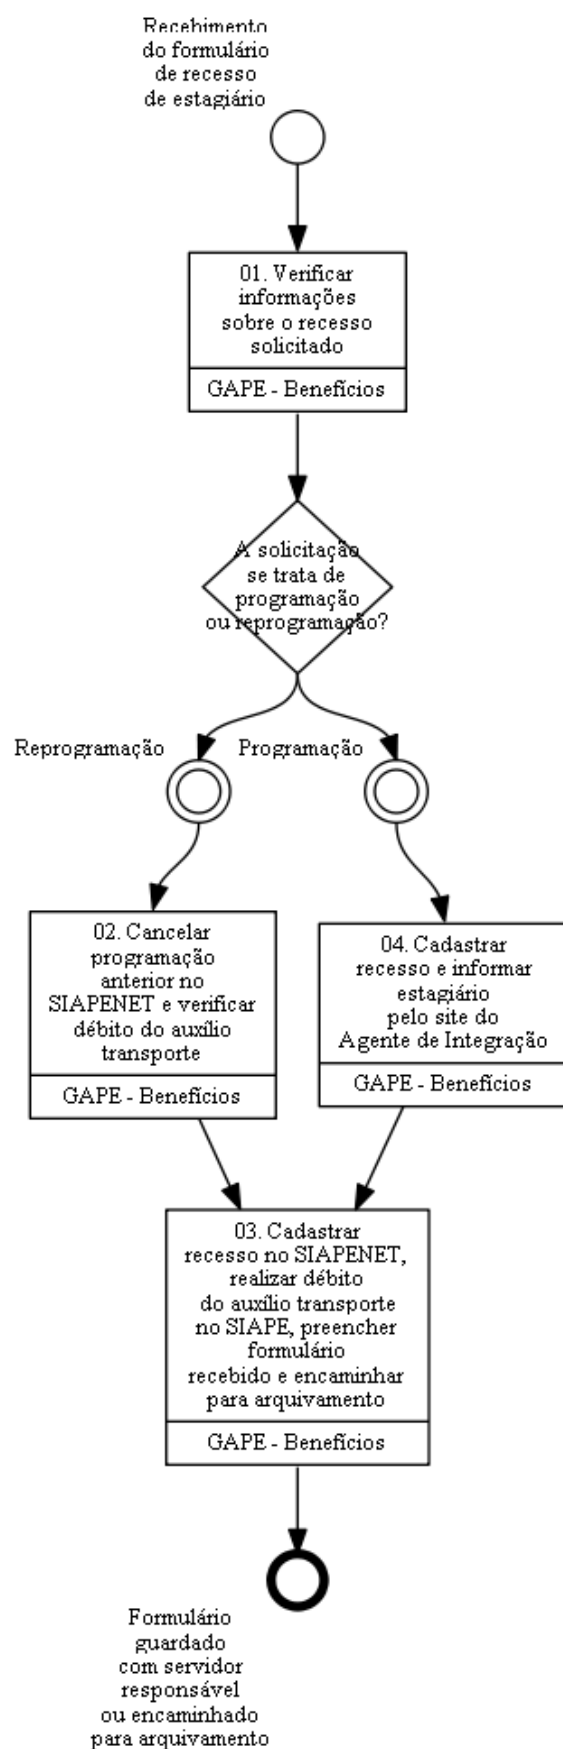 Recebimento
do formulário
de recesso
de estagiário
01. Verificar
informações
sobre o recesso
solicitado
GAPE - Benefícios
A solicitação
se trata de
programação
ou reprogramação?
Reprogramação
Programação
02. Cancelar
programação
anterior no
SIAPENET e verificar
débito do auxílio
transporte
GAPE - Benefícios
04. Cadastrar
recesso e informar
estagiário
pelo site do
Agente de Integração
GAPE - Benefícios
03. Cadastrar
recesso no SIAPENET,
realizar débito
do auxílio transporte
no SIAPE, preencher
formulário
recebido e encaminhar
para arquivamento
GAPE - Benefícios
Formulário
guardado
com servidor
responsável
ou encaminhado
para arquivamento